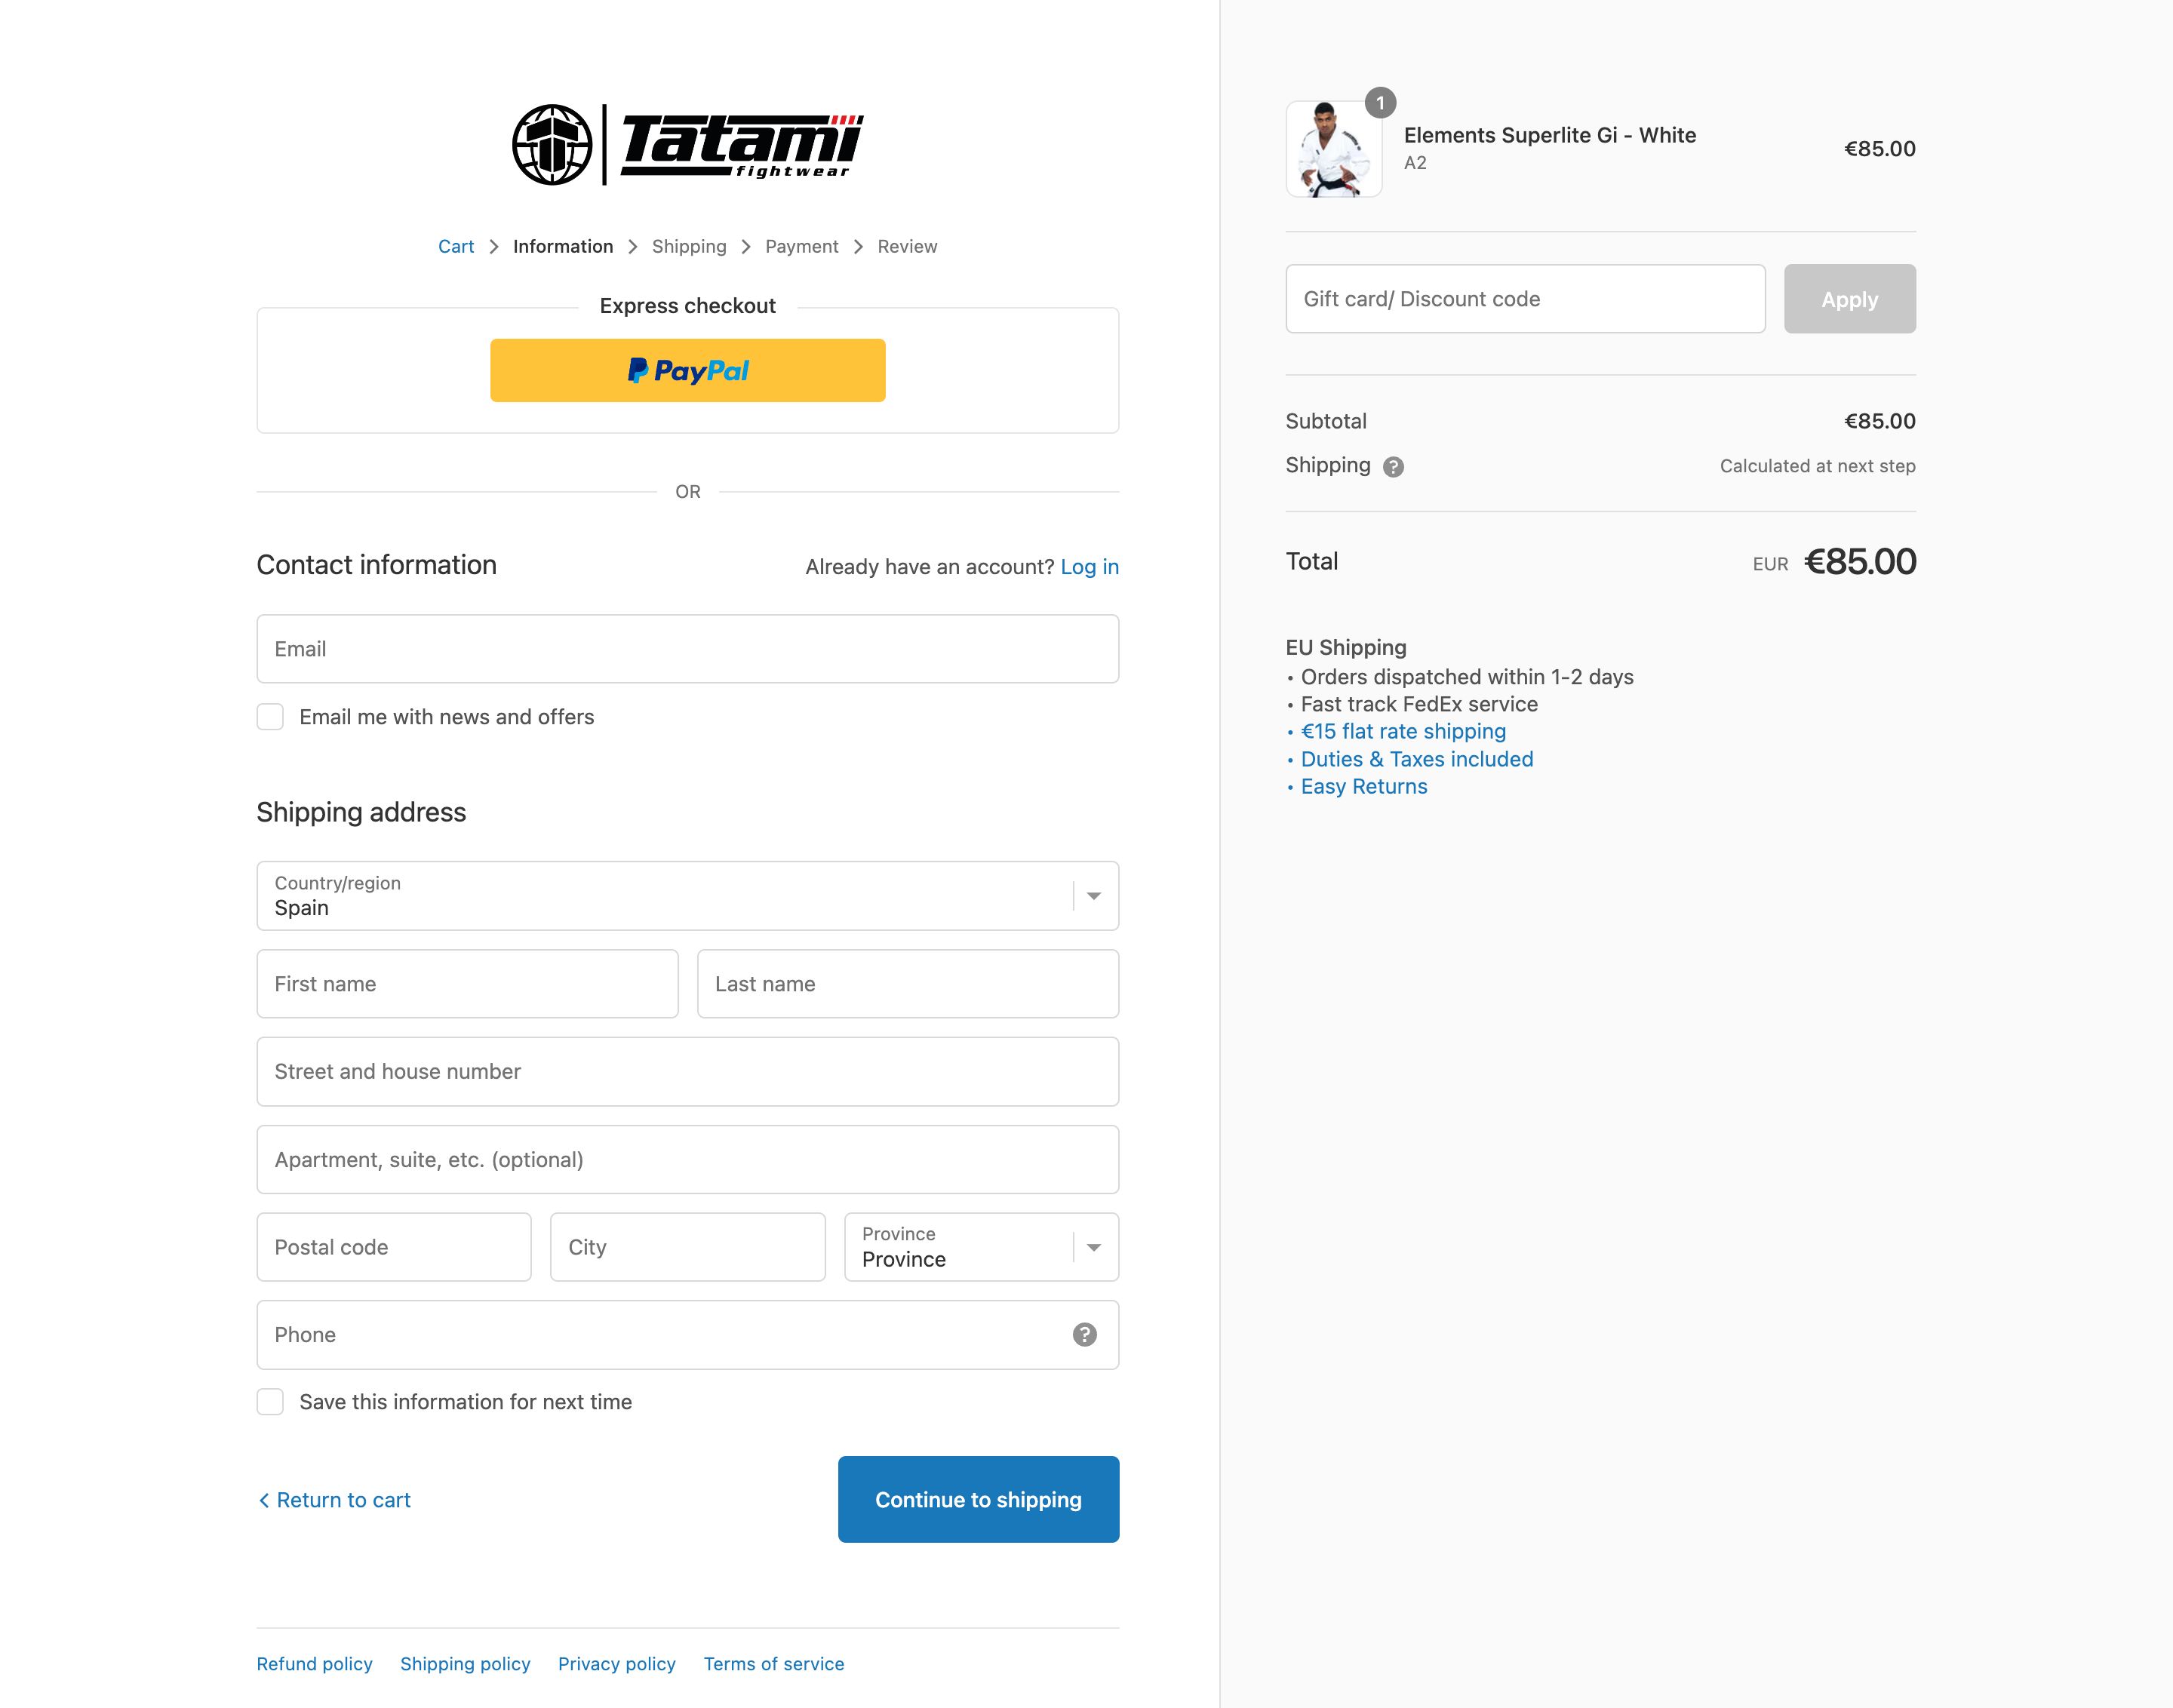 Tatami
fightwear
Cart > Information > Shipping > Payment > Review
Express checkout
PayPal
OR
Contact information
Already have an account? Log in
Email
Email me with news and offers
Shipping address
Country/region
Spain
First name
Last name
Street and house number
Apartment, suite, etc. (optional)
Postal code
City
Province
Province
Phone
?
Save this information for next time
< Return to cart
Continue to shipping
Refund policy Shipping policy Privacy policy Terms of service
1
Elements Superlite Gi - White
A2
€85.00
Gift card/ Discount code
Apply
Subtotal €85.00
Shipping ? Calculated at next step
Total EUR €85.00
EU Shipping
• Orders dispatched within 1-2 days
• Fast track FedEx service
• €15 flat rate shipping
• Duties & Taxes included
• Easy Returns